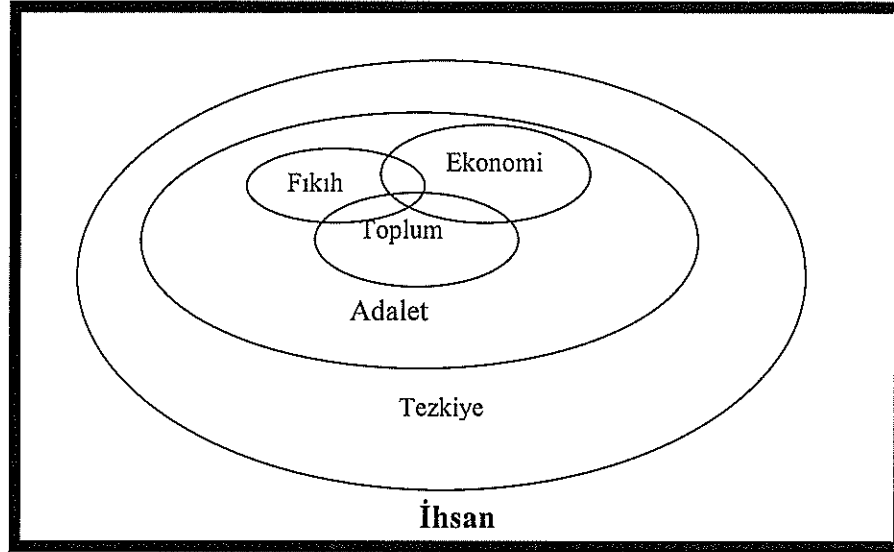 Ekonomi
Fıkıh
Toplum
Adalet
Tezkiye
İhsan